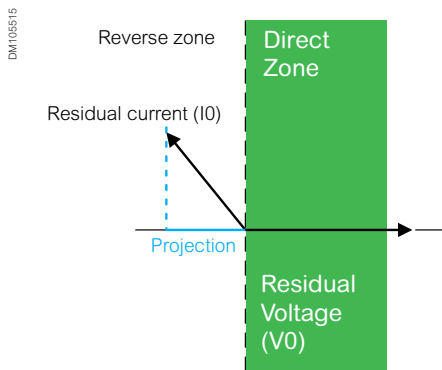 DM105515
Reverse zone
Direct
Zone
Residual current (I0)
Projection
Residual
Voltage
(V0)